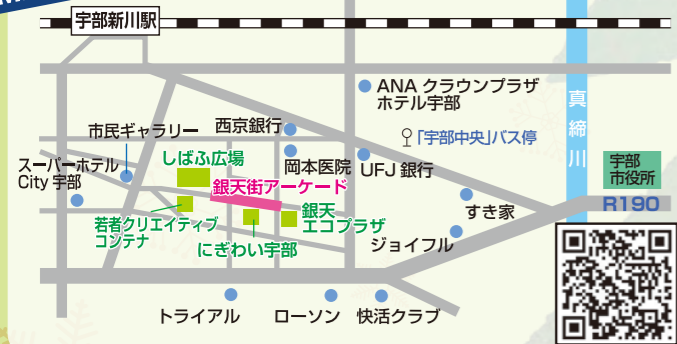 宇部新川駅
ANA クラウンプラザ
ホテル宇部
真締川
市民ギャラリー
西京銀行
「宇部中央」バス停
しばふ広場
岡本医院
UFJ 銀行
宇部
市役所
スーパーホテル
City 宇部
銀天街アーケード
R190
若者クリエイティブ
コンテナ
にぎわい宇部
銀天
エコプラザ
すき家
ジョイフル
トライアル
ローソン
快活クラブ